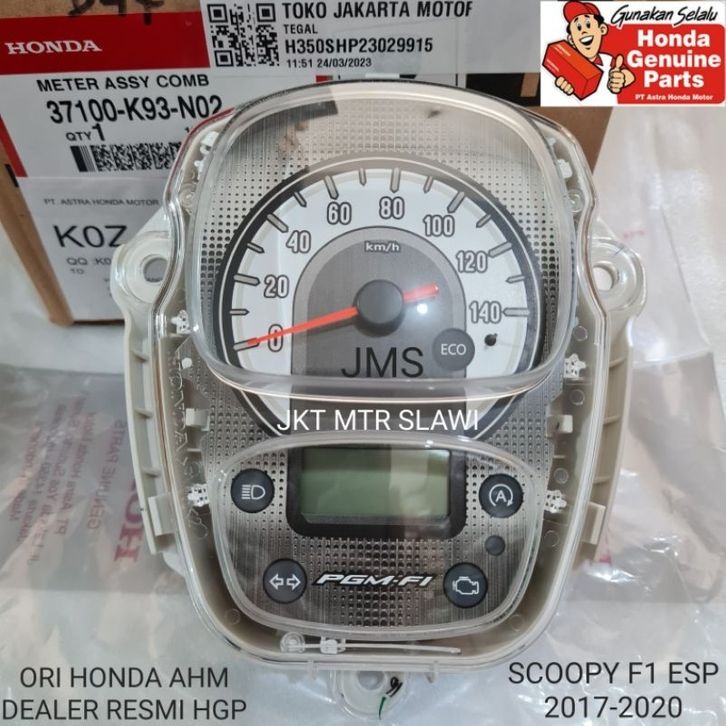 HONDA
TOKO JAKARTA MOTOR
TEGAL
H350SHP23029915
11:51 24/03/2023
METER ASSY COMB
37100-K93-N02
QTY 1
PT. ASTRA HONDA MOTOR
K0Z
Gunakan Selalu
Honda
Genuine
Parts
PT Astra Honda Motor
0 20 40 60 80 100 120 140
km/h
ECO
JMS
JKT MTR SLAWI
A
PGM-FI
ORI HONDA AHM
DEALER RESMI HGP
SCOOPY F1 ESP
2017-2020